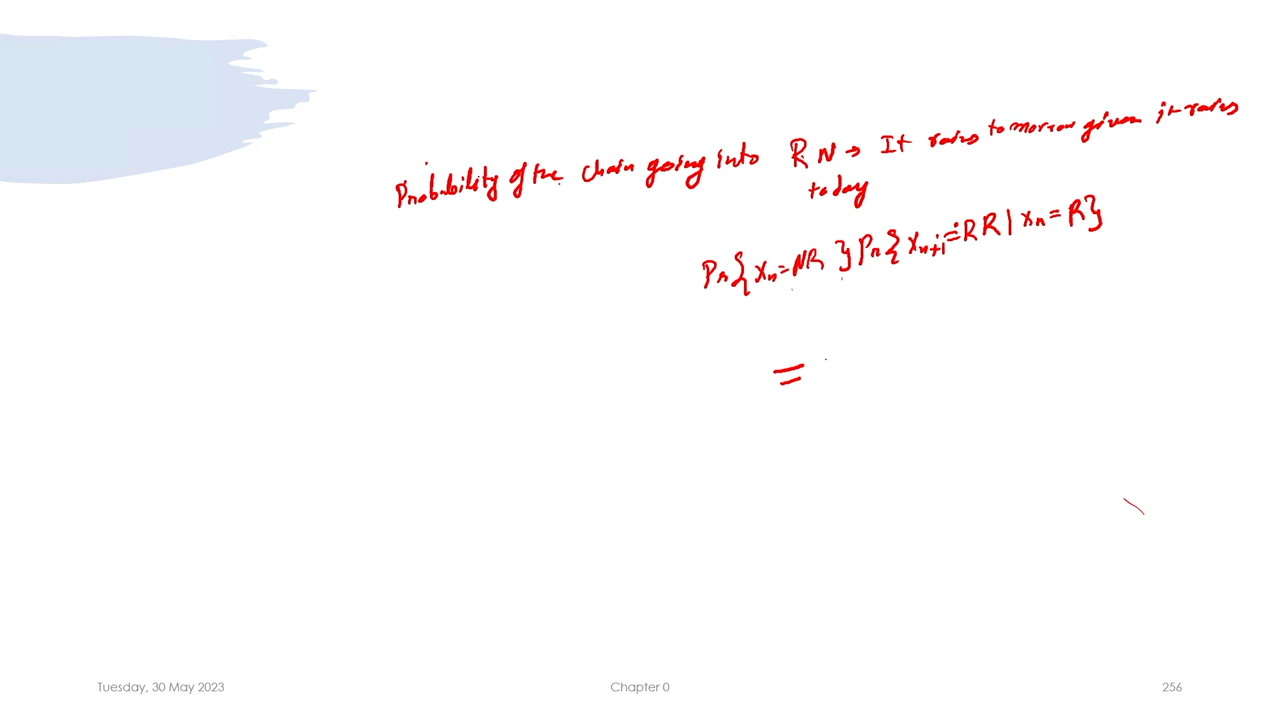 Probability of the chain going into RN → It rains tomorrow given it rains
today
Pr{Xn=NR }Pr{Xn+1=RR|Xn=R}
=
Tuesday, 30 May 2023
Chapter 0
256